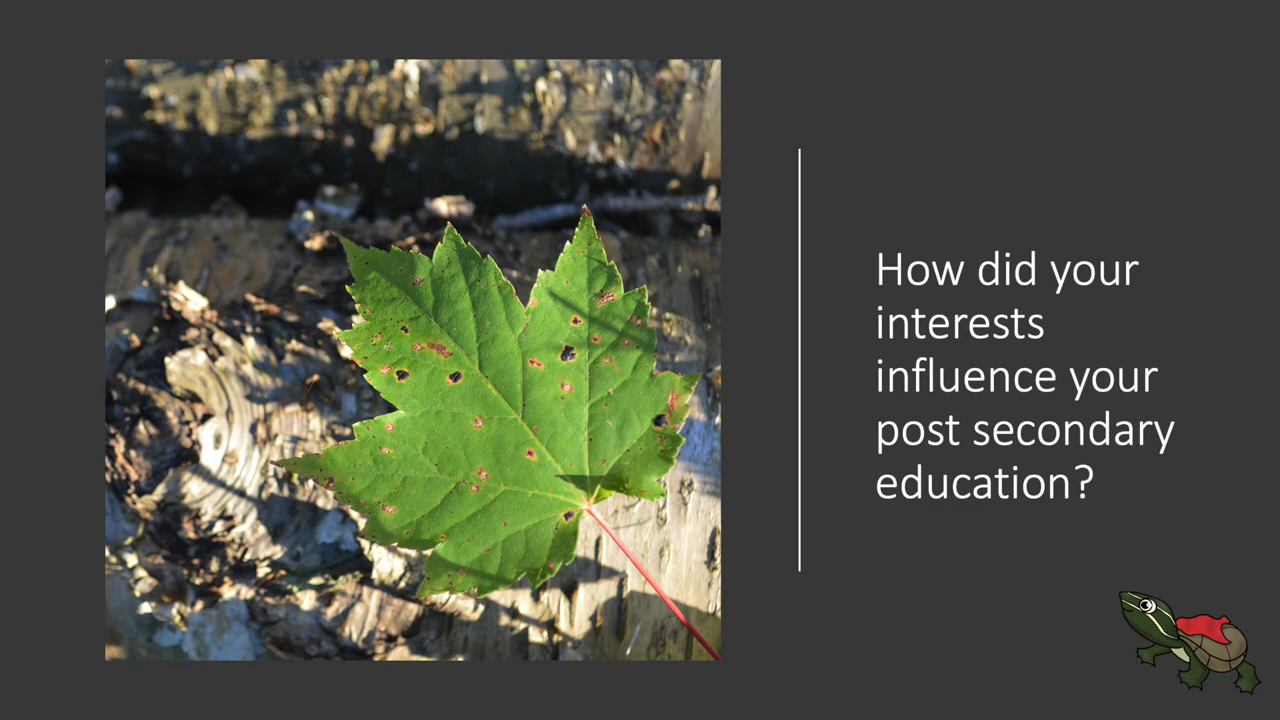 How did your
interests
influence your
post secondary
education?